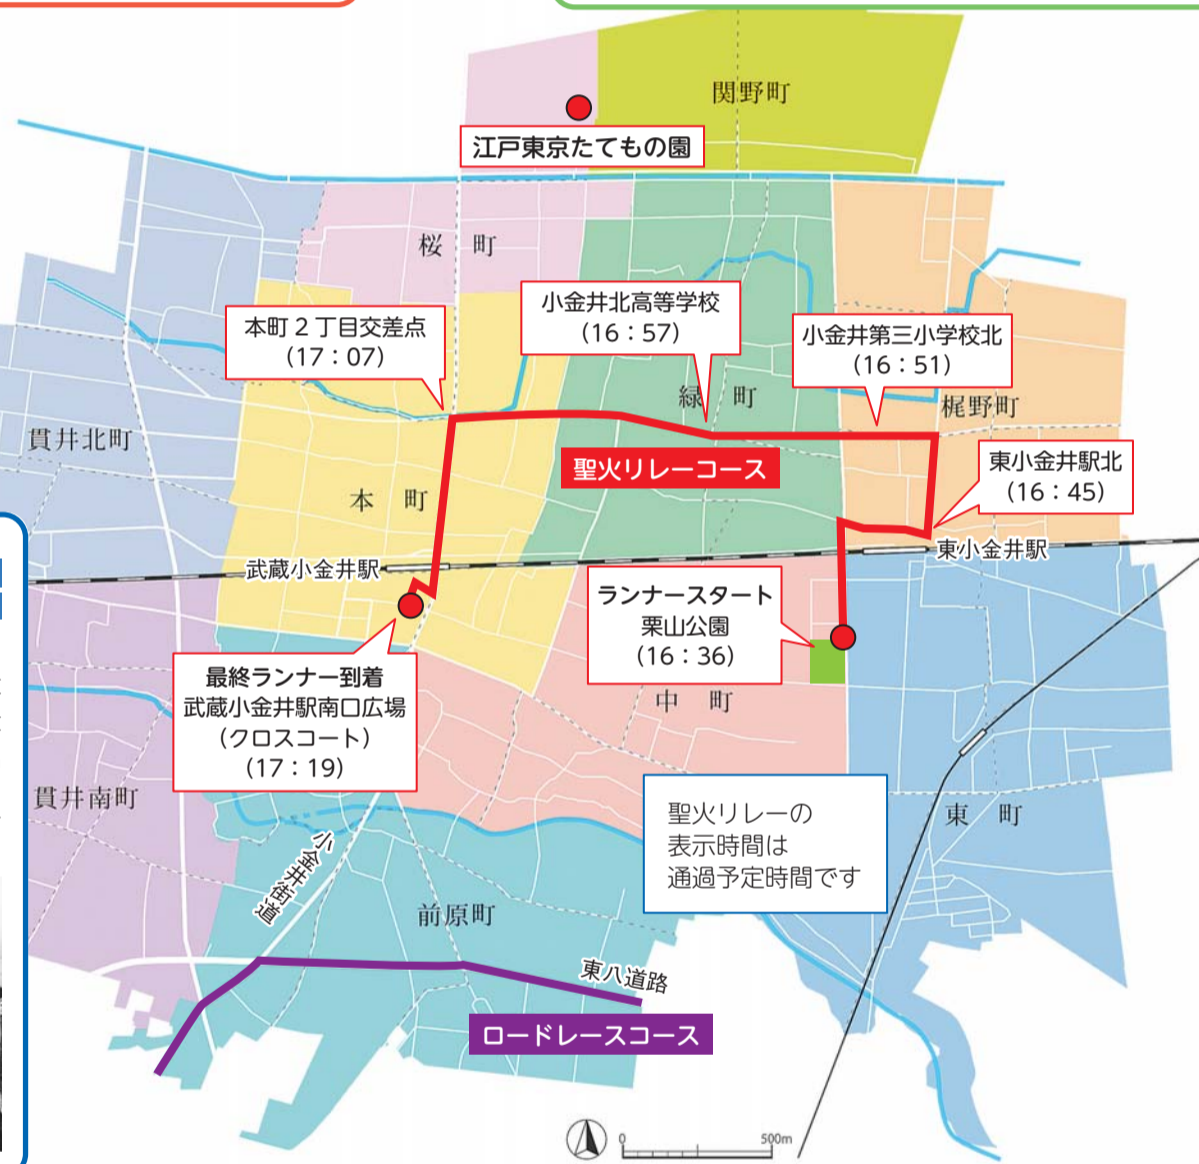 関野町
江戸東京たてもの園
桜 町
小金井北高等学校
(16：57)
本町２丁目交差点
(17：07)
小金井第三小学校北
(16：51)
緑 町
梶野町
貫井北町
聖火リレーコース
東小金井駅北
(16：45)
本 町
東小金井駅
武蔵小金井駅
ランナースタート
栗山公園
(16：36)
最終ランナー到着
武蔵小金井駅南口広場
(クロスコート)
(17：19)
中 町
貫井南町
聖火リレーの
表示時間は
通過予定時間です
東 町
小金井街道
前原町
東八道路
ロードレースコース
0
500m